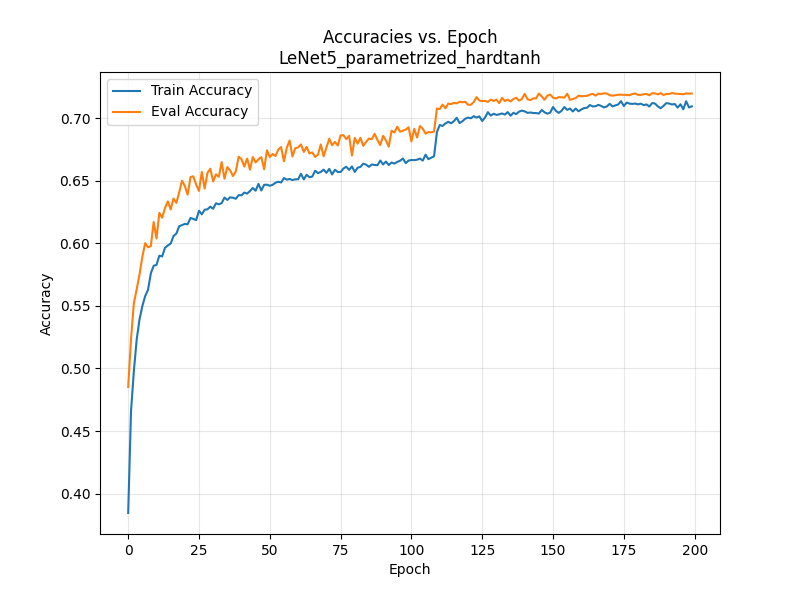 Accuracies vs. Epoch
LeNet5_parametrized_hardtanh
Train Accuracy
Eval Accuracy
0.70
0.65
0.60
0.55
0.50
0.45
0.40
Accuracy
0 25 50 75 100 125 150 175 200
Epoch